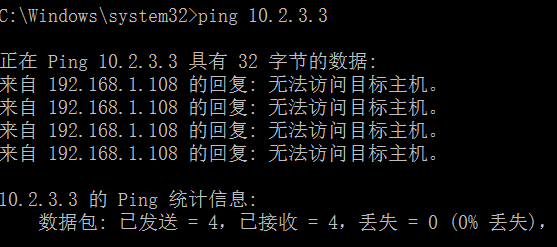 C:\Windows\system32>ping 10.2.3.3
正在 Ping 10.2.3.3 具有 32 字节的数据:
来自 192.168.1.108 的回复: 无法访问目标主机。
来自 192.168.1.108 的回复: 无法访问目标主机。
来自 192.168.1.108 的回复: 无法访问目标主机。
来自 192.168.1.108 的回复: 无法访问目标主机。
10.2.3.3 的 Ping 统计信息:
数据包: 已发送 = 4，已接收 = 4，丢失 = 0 (0% 丢失)，